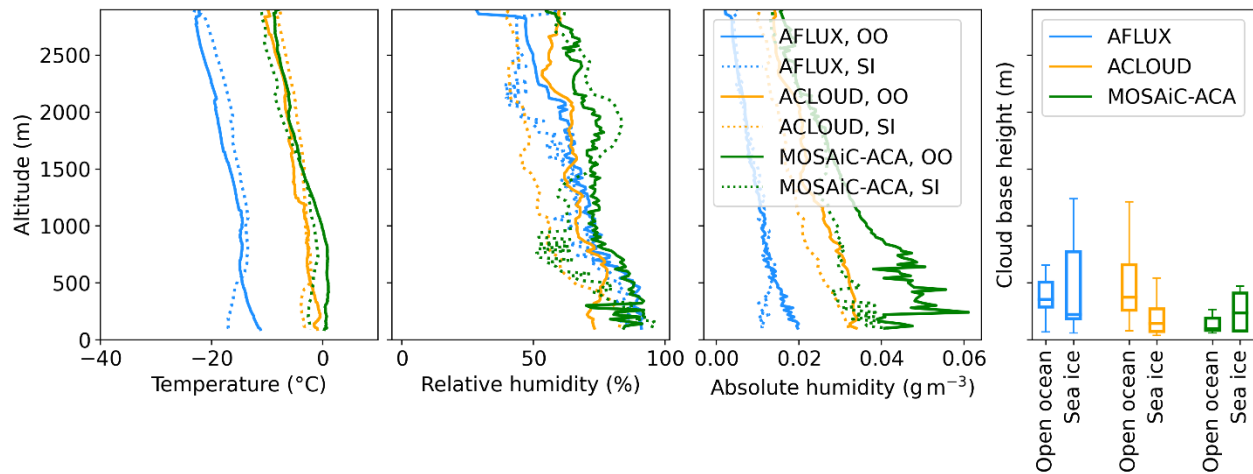 2500
2000
1500
1000
500
0
Altitude (m)
−40
−20
0
Temperature (°C)
0
50
100
Relative humidity (%)
AFLUX, OO
AFLUX, SI
ACLOUD, OO
ACLOUD, SI
MOSAiC-ACA, OO
MOSAiC-ACA, SI
0.00
0.02
0.04
0.06
Absolute humidity (g m⁻³)
Cloud base height (m)
AFLUX
ACLOUD
MOSAiC-ACA
Open ocean
Sea ice
Open ocean
Sea ice
Open ocean
Sea ice